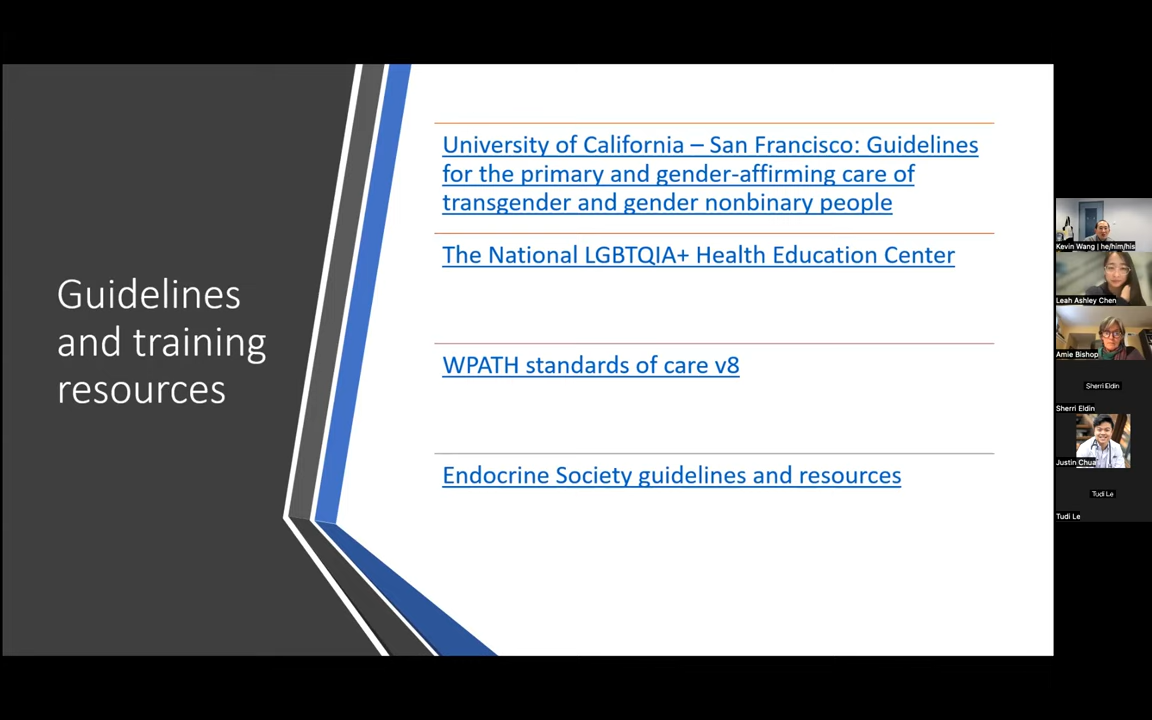 Guidelines
and training
resources
University of California – San Francisco: Guidelines
for the primary and gender-affirming care of
transgender and gender nonbinary people
The National LGBTQIA+ Health Education Center
WPATH standards of care v8
Endocrine Society guidelines and resources
Kevin Wang | he/him/his
Leah Ashley Chen
Amie Bishop
Sherri Eldin
Sherri Eldin
Justin Chua
Tudi Le
Tudi Le